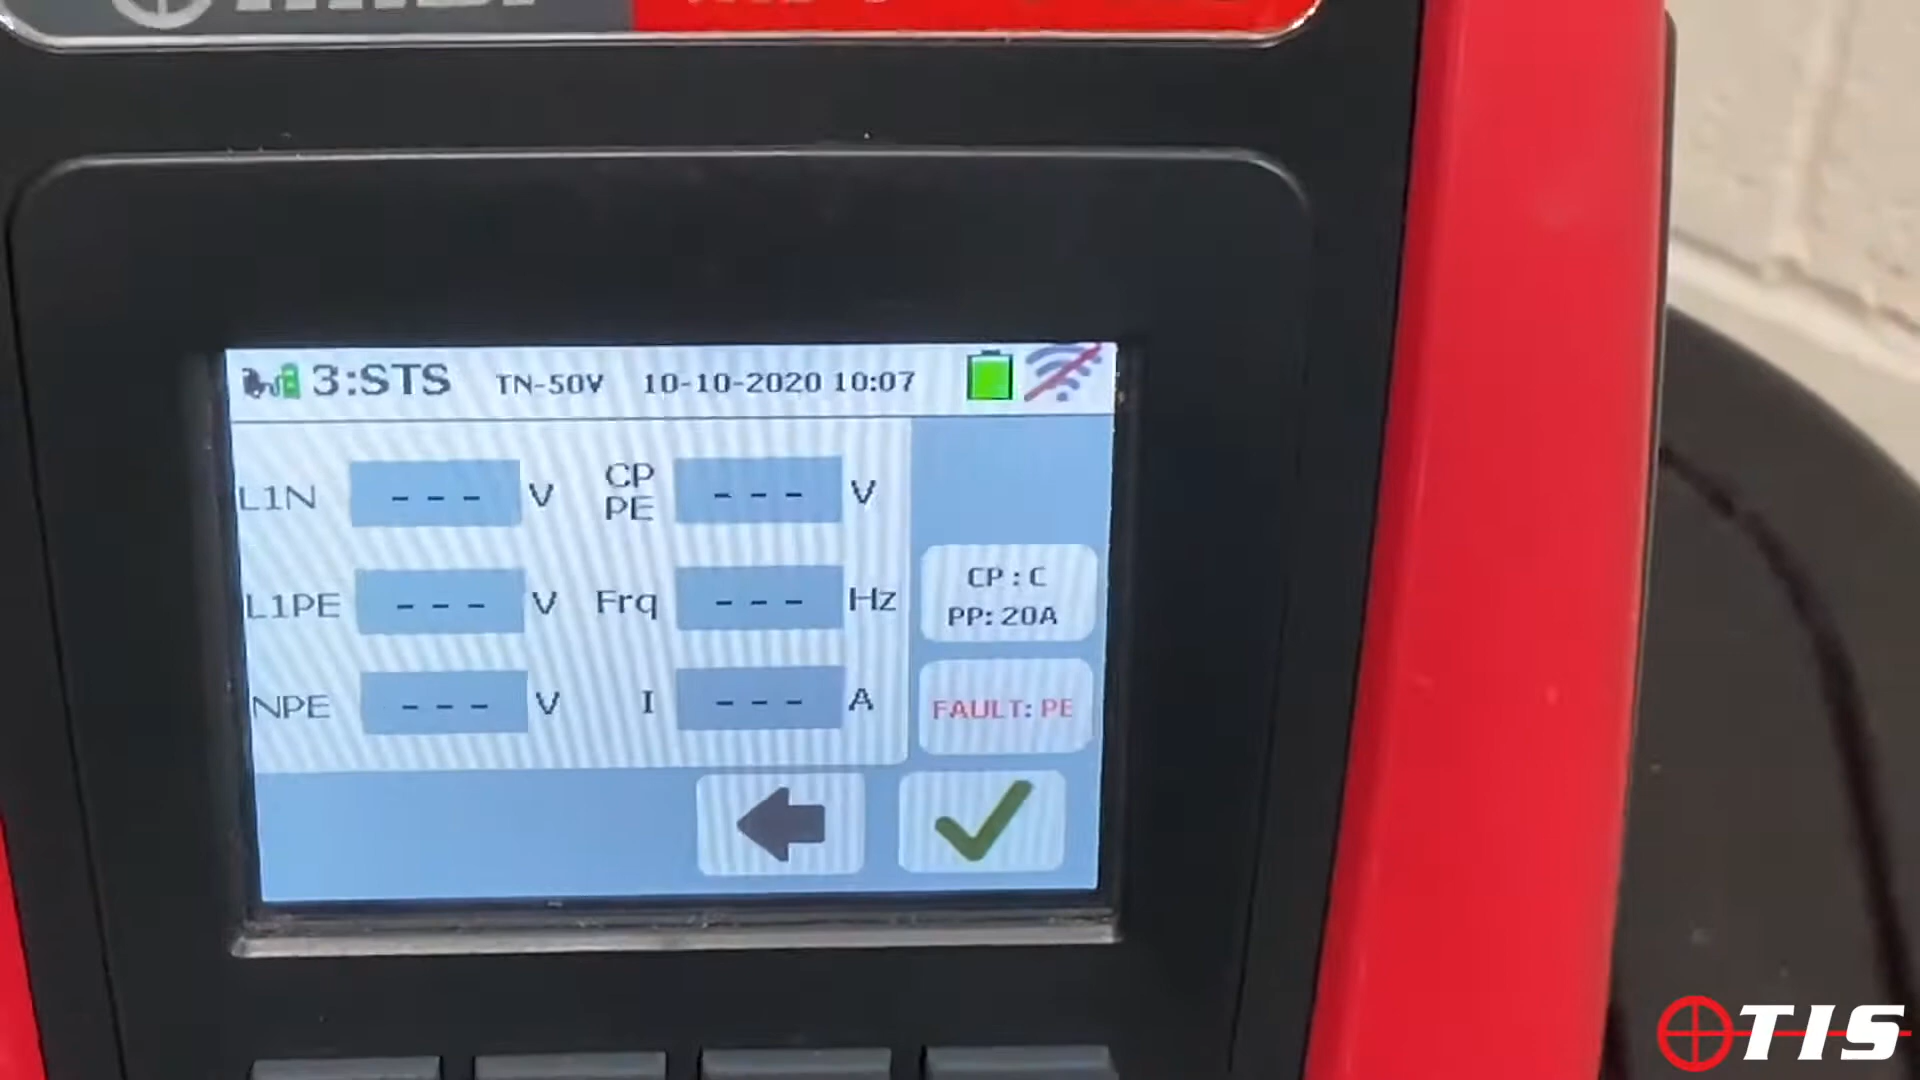 3:STS TN-50V 10-10-2020 10:07
L1N - - - V CP PE - - - V
L1PE - - - V Frq - - - Hz
NPE - - - V I - - - A
CP : C
PP: 20A
FAULT: PE
TIS